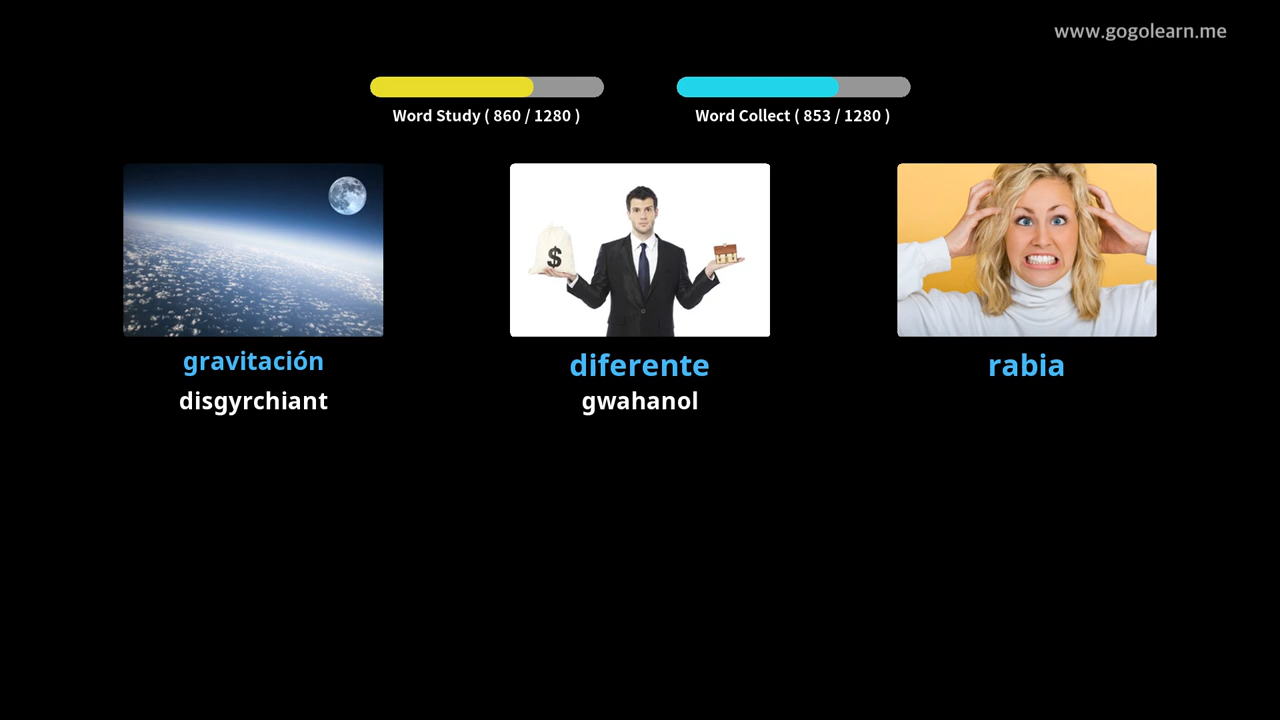 www.gogolearn.me
Word Study ( 860 / 1280 )
Word Collect ( 853 / 1280 )
$
gravitación
diferente
rabia
disgyrchiant
gwahanol